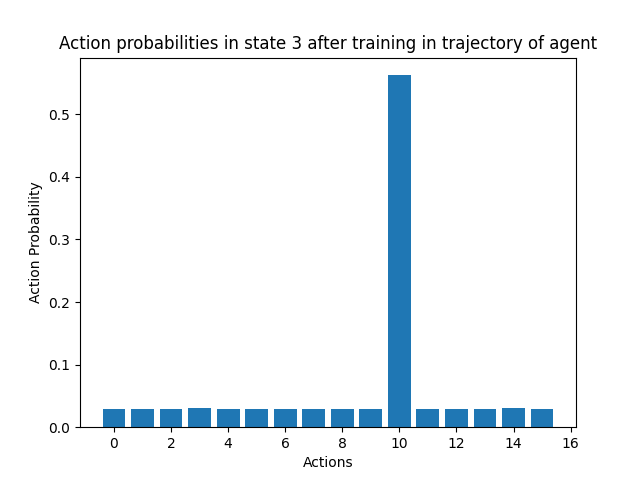 Action probabilities in state 3 after training in trajectory of agent
0.5
0.4
0.3
0.2
0.1
0.0
Action Probability
0 2 4 6 8 10 12 14 16
Actions